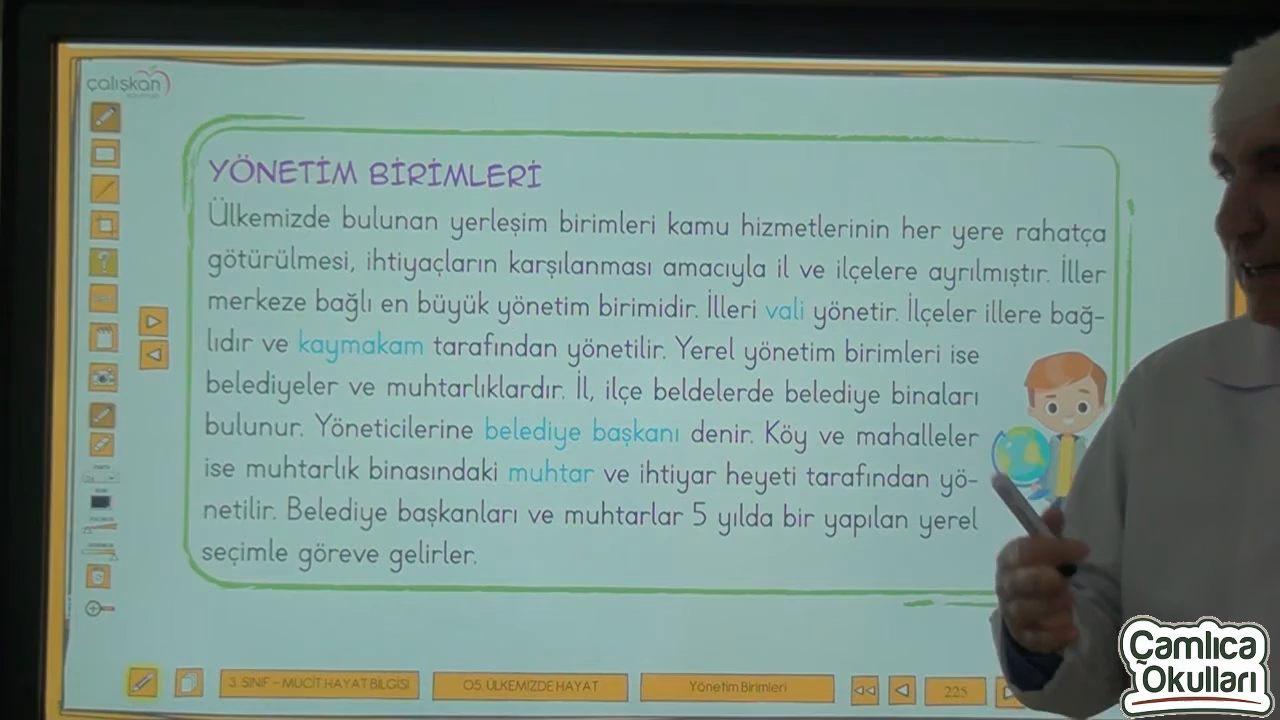 çalışkan
YÖNETİM BİRİMLERİ
Ülkemizde bulunan yerleşim birimleri kamu hizmetlerinin her yere rahatça
götürülmesi, ihtiyaçların karşılanması amacıyla il ve ilçelere ayrılmıştır. İller
merkeze bağlı en büyük yönetim birimidir. İlleri vali yönetir. İlçeler illere bağ-
lıdır ve kaymakam tarafından yönetilir. Yerel yönetim birimleri ise
belediyeler ve muhtarlıklardır. İl, ilçe beldelerde belediye binaları
bulunur. Yöneticilerine belediye başkanı denir. Köy ve mahalleler
ise muhtarlık binasındaki muhtar ve ihtiyar heyeti tarafından yö-
netilir. Belediye başkanları ve muhtarlar 5 yılda bir yapılan yerel
seçimle göreve gelirler.
3. SINIF - MUCİT HAYAT BİLGİSİ
05. ÜLKEMİZDE HAYAT
Yönetim Birimleri
225
Çamlıca
Okulları